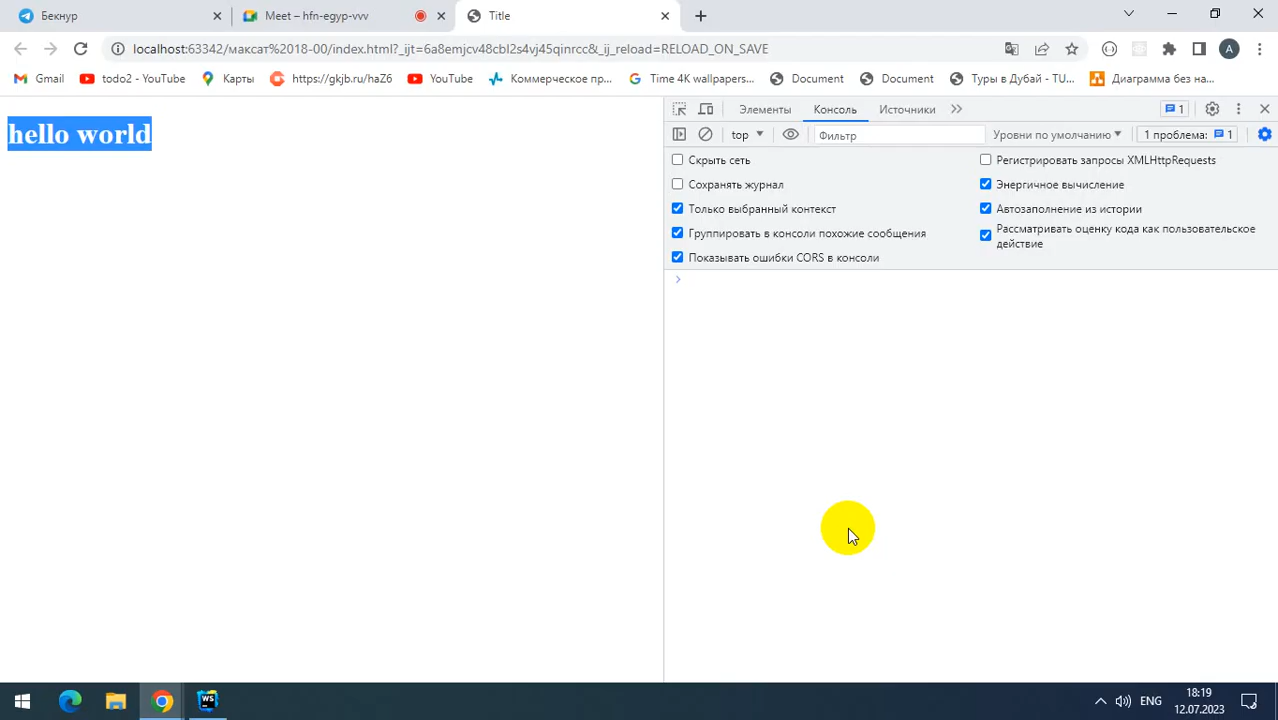 Бекнур
Meet – hfn-egyp-vvv
Title
localhost:63342/максат%2018-00/index.html?_ijt=6a8emjcv48cbl2s4vj45qinrcc&_ij_reload=RELOAD_ON_SAVE
A
Gmail
todo2 - YouTube
Карты
https://gkjb.ru/haZ6
YouTube
Коммерческое пр...
Time 4K wallpapers...
Document
Document
Туры в Дубай - TU...
Диаграмма без на...
hello world
Элементы
Консоль
Источники
1
top
Фильтр
Уровни по умолчанию
1 проблема: 1
Скрыть сеть
Регистрировать запросы XMLHttpRequests
Сохранять журнал
Энергичное вычисление
Только выбранный контекст
Автозаполнение из истории
Группировать в консоли похожие сообщения
Рассматривать оценку кода как пользовательское
действие
Показывать ошибки CORS в консоли
WS
ENG
18:19
12.07.2023